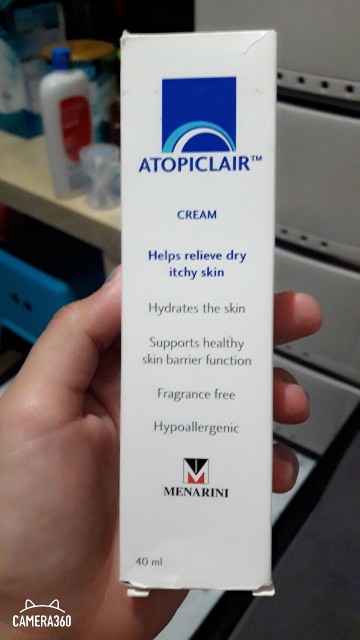 ATOPICLAIR™
CREAM
Helps relieve dry
itchy skin
Hydrates the skin
Supports healthy
skin barrier function
Fragrance free
Hypoallergenic
MENARINI
40 ml
CAMERA360